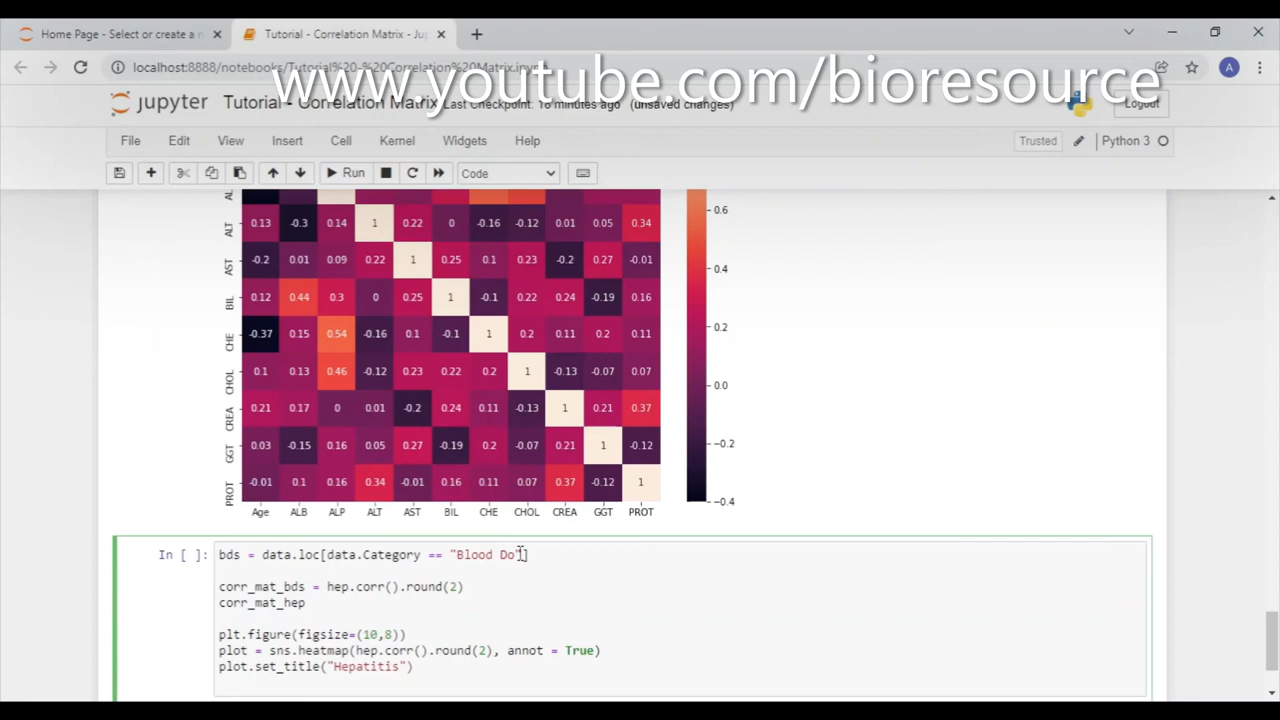 Home Page - Select or create a n
Tutorial - Correlation Matrix - Jup
localhost:8888/notebooks/Tutorial%20-%20Correlation%20Matrix.ipynb
www.youtube.com/bioresource
jupyter Tutorial - Correlation Matrix Last Checkpoint: 16 minutes ago (unsaved changes)
Logout
File Edit View Insert Cell Kernel Widgets Help
Trusted Python 3
Run Code
AL
0.6
ALT 0.13 -0.3 0.14 1 0.22 0 -0.16 -0.12 0.01 0.05 0.34
AST -0.2 0.01 0.09 0.22 1 0.25 0.1 0.23 -0.2 0.27 -0.01
0.4
BIL 0.12 0.44 0.3 0 0.25 1 -0.1 0.22 0.24 -0.19 0.16
0.2
CHE -0.37 0.15 0.54 -0.16 0.1 -0.1 1 0.2 0.11 0.2 0.11
CHOL 0.1 0.13 0.46 -0.12 0.23 0.22 0.2 1 -0.13 -0.07 0.07
0.0
CREA 0.21 0.17 0 0.01 -0.2 0.24 0.11 -0.13 1 0.21 0.37
GGT 0.03 -0.15 0.16 0.05 0.27 -0.19 0.2 -0.07 0.21 1 -0.12
-0.2
PROT -0.01 0.1 0.16 0.34 -0.01 0.16 0.11 0.07 0.37 -0.12 1
-0.4
Age ALB ALP ALT AST BIL CHE CHOL CREA GGT PROT
In [ ]: bds = data.loc[data.Category == "Blood Do"]
corr_mat_bds = hep.corr().round(2)
corr_mat_hep
plt.figure(figsize=(10,8))
plot = sns.heatmap(hep.corr().round(2), annot = True)
plot.set_title("Hepatitis")